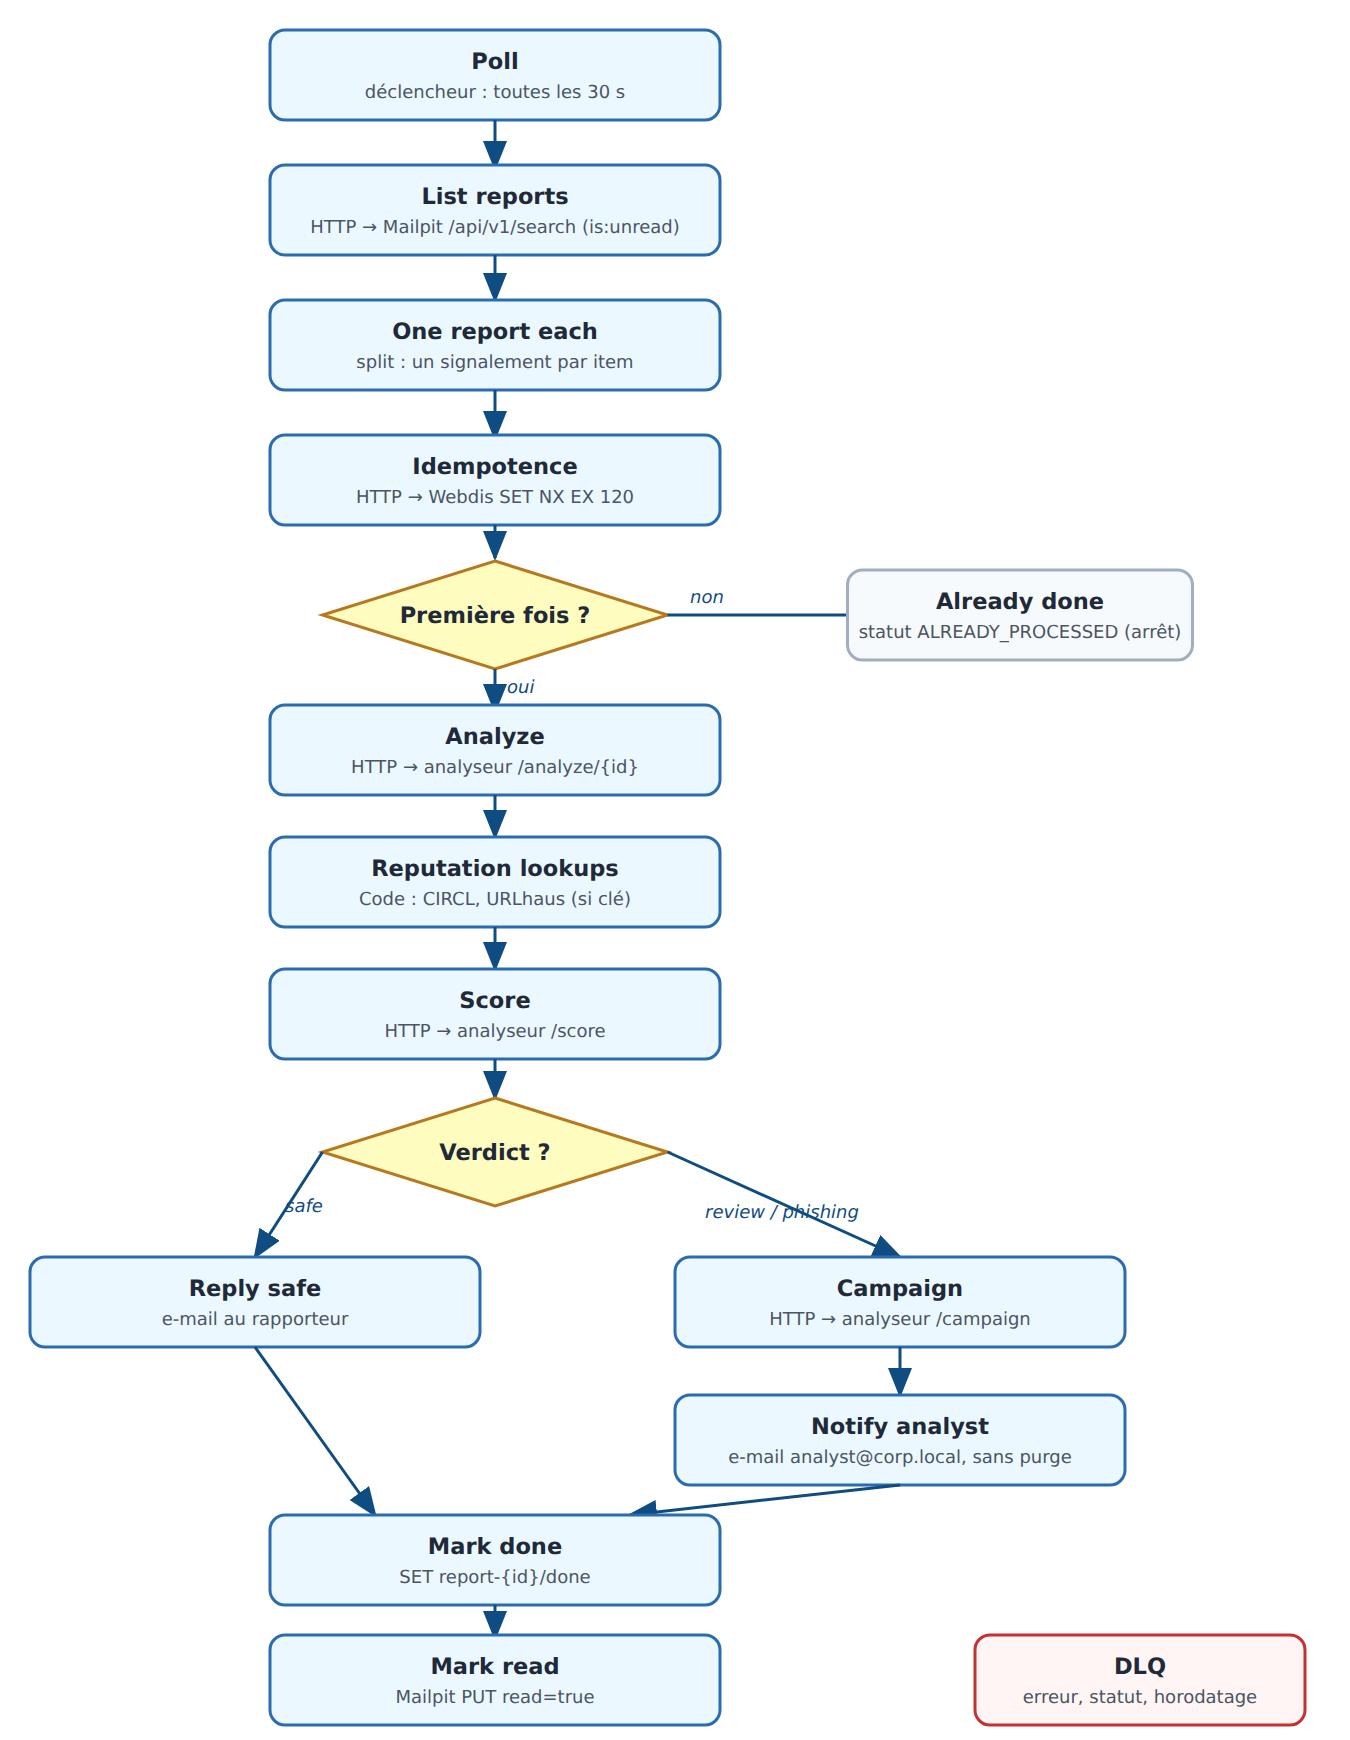 Poll
déclencheur : toutes les 30 s
List reports
HTTP → Mailpit /api/v1/search (is:unread)
One report each
split : un signalement par item
Idempotence
HTTP → Webdis SET NX EX 120
Première fois ?
non
Already done
statut ALREADY_PROCESSED (arrêt)
oui
Analyze
HTTP → analyseur /analyze/{id}
Reputation lookups
Code : CIRCL, URLhaus (si clé)
Score
HTTP → analyseur /score
Verdict ?
safe
review / phishing
Reply safe
e-mail au rapporteur
Campaign
HTTP → analyseur /campaign
Notify analyst
e-mail analyst@corp.local, sans purge
Mark done
SET report-{id}/done
Mark read
Mailpit PUT read=true
DLQ
erreur, statut, horodatage